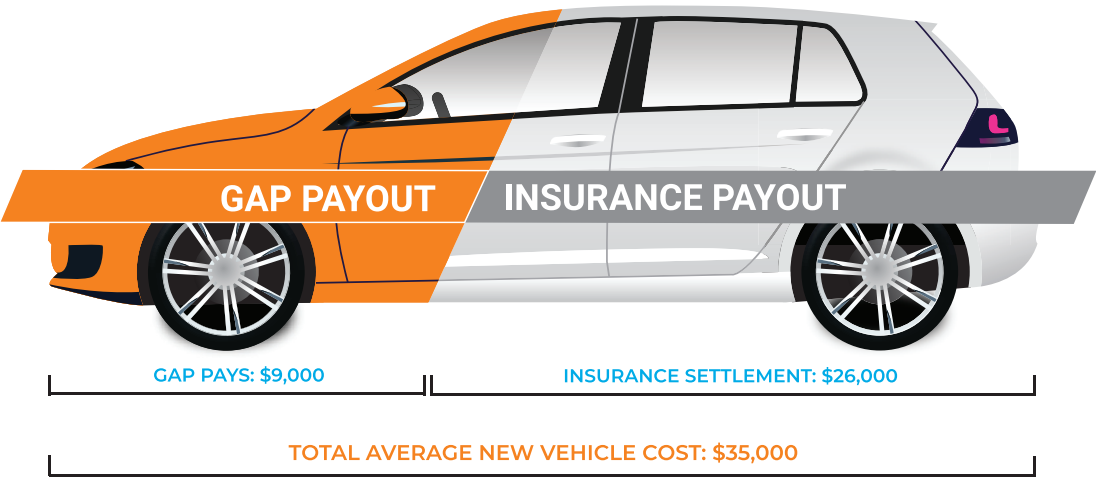 GAP PAYOUT
INSURANCE PAYOUT
GAP PAYS: $9,000
INSURANCE SETTLEMENT: $26,000
TOTAL AVERAGE NEW VEHICLE COST: $35,000